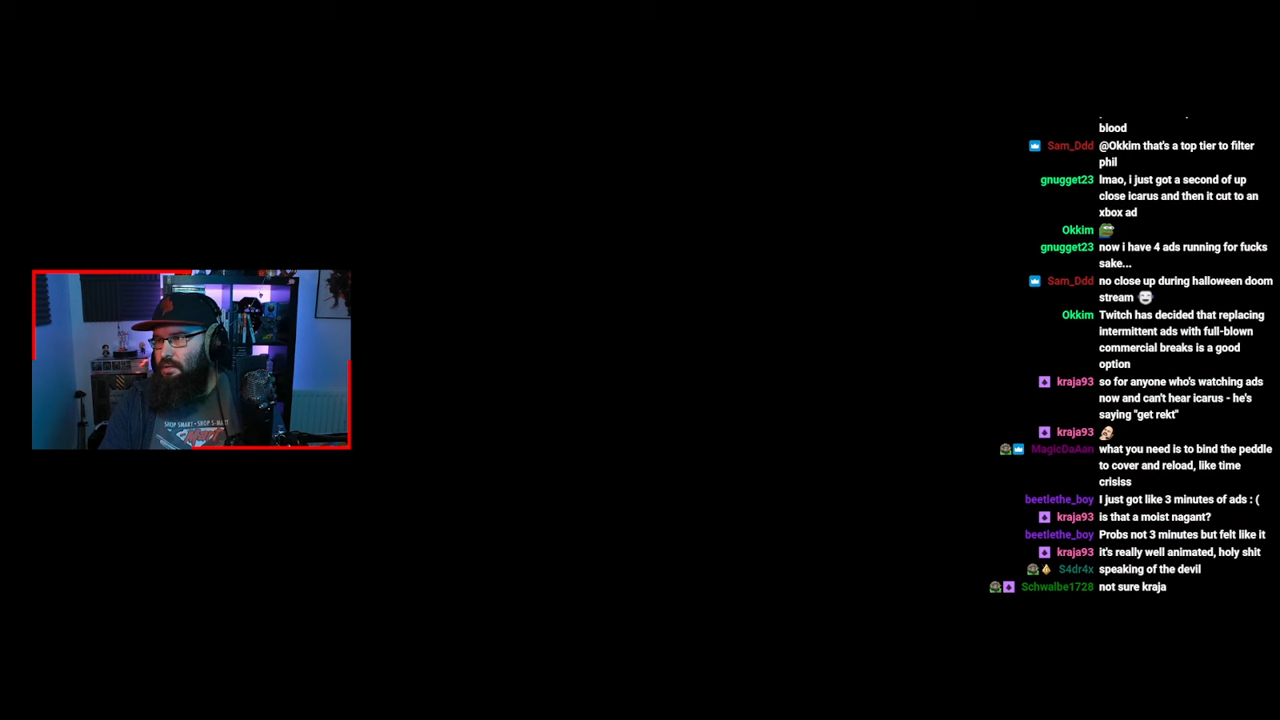 blood
Sam_Ddd @Okkim that's a top tier to filter
phil
gnugget23 lmao, i just got a second of up
close icarus and then it cut to an
xbox ad
Okkim
gnugget23 now i have 4 ads running for fucks
sake...
Sam_Ddd no close up during halloween doom
stream
Okkim Twitch has decided that replacing
intermittent ads with full-blown
commercial breaks is a good
option
kraja93 so for anyone who's watching ads
now and can't hear icarus - he's
saying "get rekt"
kraja93
MagicDaAan what you need is to bind the peddle
to cover and reload, like time
crisiss
beetlethe_boy I just got like 3 minutes of ads : (
kraja93 is that a moist nagant?
beetlethe_boy Probs not 3 minutes but felt like it
kraja93 it's really well animated, holy shit
S4dr4x speaking of the devil
Schwalbe1728 not sure kraja
SHOP SMART • SHOP S-MART